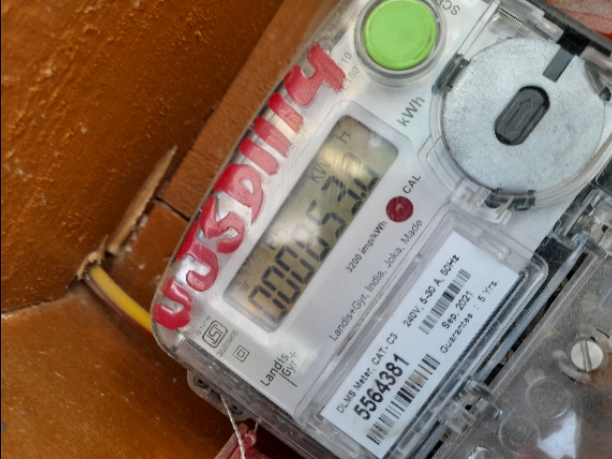 VJSD11114
kWh
CAL
3200 imp/kWh
Landis+Gyr, India, Joka, Made
Landis
Gyr+
DLMS Meter, CAT- C3
240V, 5-30 A, 50Hz
5564381
Sep, 2021
Guarantee : 5 Yrs.